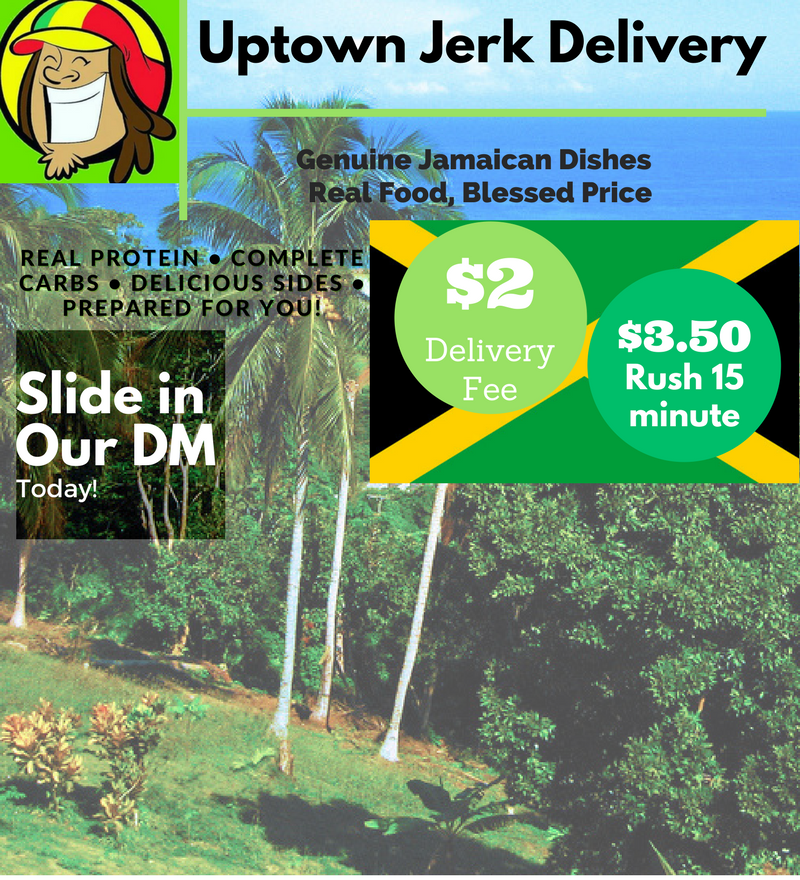 Uptown Jerk Delivery
Genuine Jamaican Dishes
Real Food, Blessed Price
REAL PROTEIN ● COMPLETE
CARBS ● DELICIOUS SIDES ●
PREPARED FOR YOU!
$2
Delivery
Fee
$3.50
Rush 15
minute
Slide in
Our DM
Today!